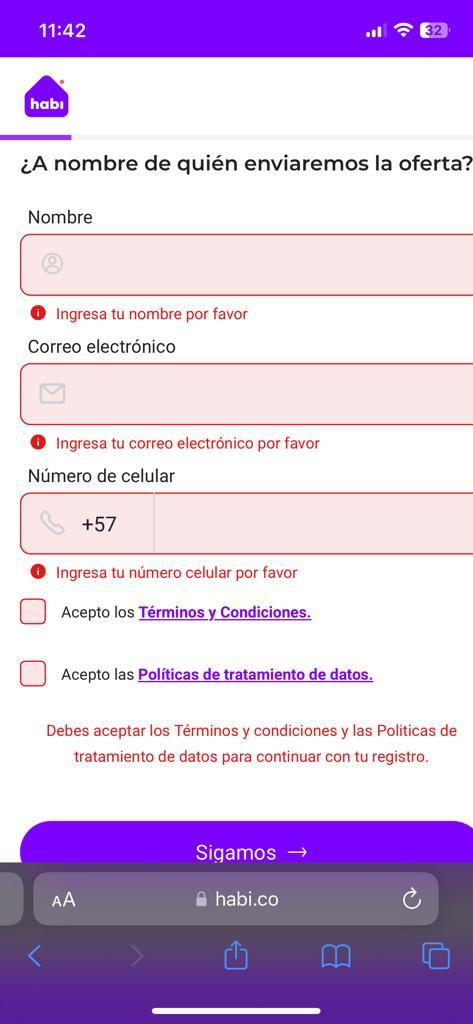 11:42
32
habi
¿A nombre de quién enviaremos la oferta?
Nombre
Ingresa tu nombre por favor
Correo electrónico
Ingresa tu correo electrónico por favor
Número de celular
+57
Ingresa tu número celular por favor
Acepto los Términos y Condiciones.
Acepto las Políticas de tratamiento de datos.
Debes aceptar los Términos y condiciones y las Politicas de
tratamiento de datos para continuar con tu registro.
Sigamos →
AA habi.co